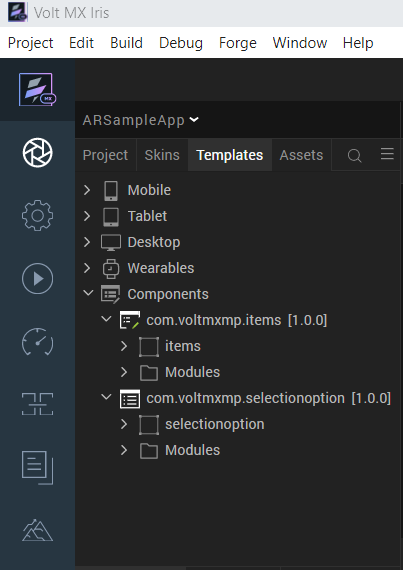 Volt MX Iris
Project Edit Build Debug Forge Window Help
MX
ARSampleApp
Project Skins Templates Assets
Mobile
Tablet
Desktop
Wearables
Components
com.voltmxmp.items [1.0.0]
items
Modules
com.voltmxmp.selectionoption [1.0.0]
selectionoption
Modules